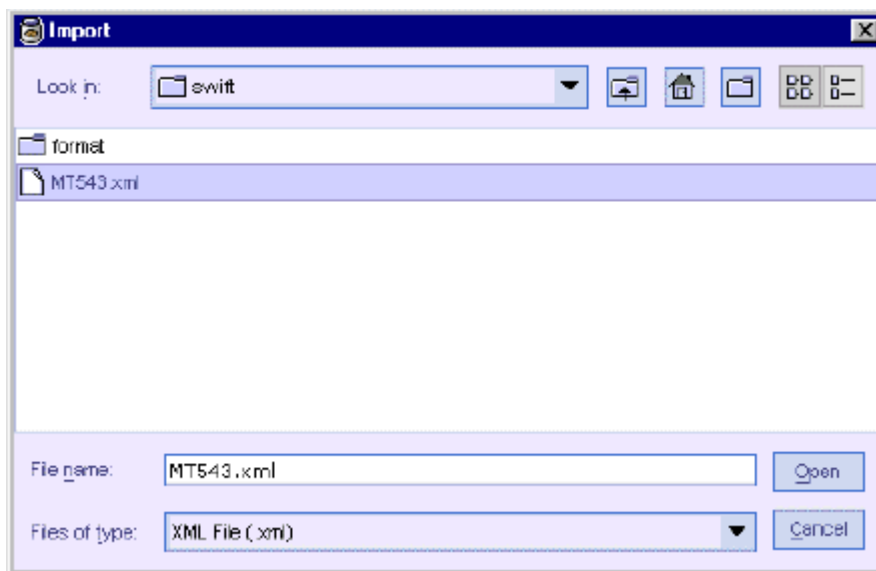 Import
Look in: swift
format
MT543.xml
File name: MT543.xml Open
Files of type: XML File (.xml) Cancel